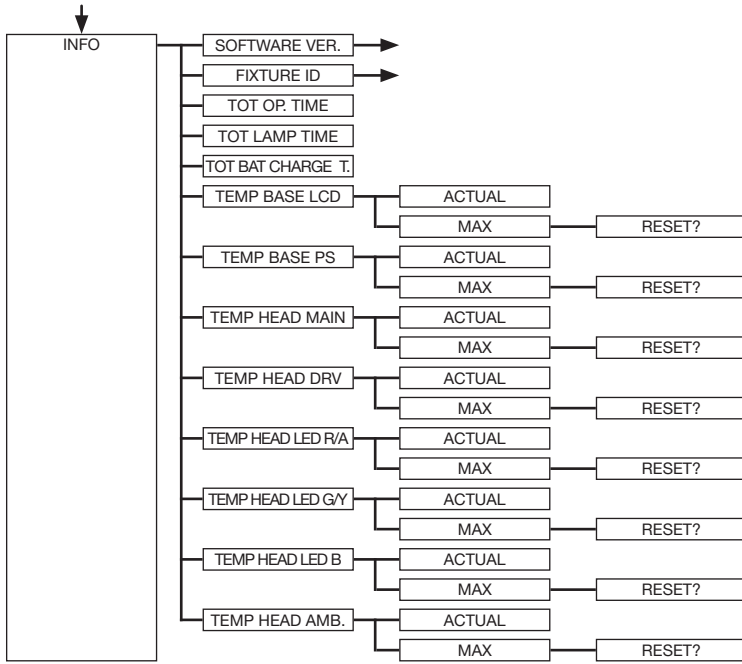 INFO
SOFTWARE VER.
FIXTURE ID
TOT OP. TIME
TOT LAMP TIME
TOT BAT CHARGE T.
TEMP BASE LCD
ACTUAL
MAX
RESET?
TEMP BASE PS
ACTUAL
MAX
RESET?
TEMP HEAD MAIN
ACTUAL
MAX
RESET?
TEMP HEAD DRV
ACTUAL
MAX
RESET?
TEMP HEAD LED R/A
ACTUAL
MAX
RESET?
TEMP HEAD LED G/Y
ACTUAL
MAX
RESET?
TEMP HEAD LED B
ACTUAL
MAX
RESET?
TEMP HEAD AMB.
ACTUAL
MAX
RESET?